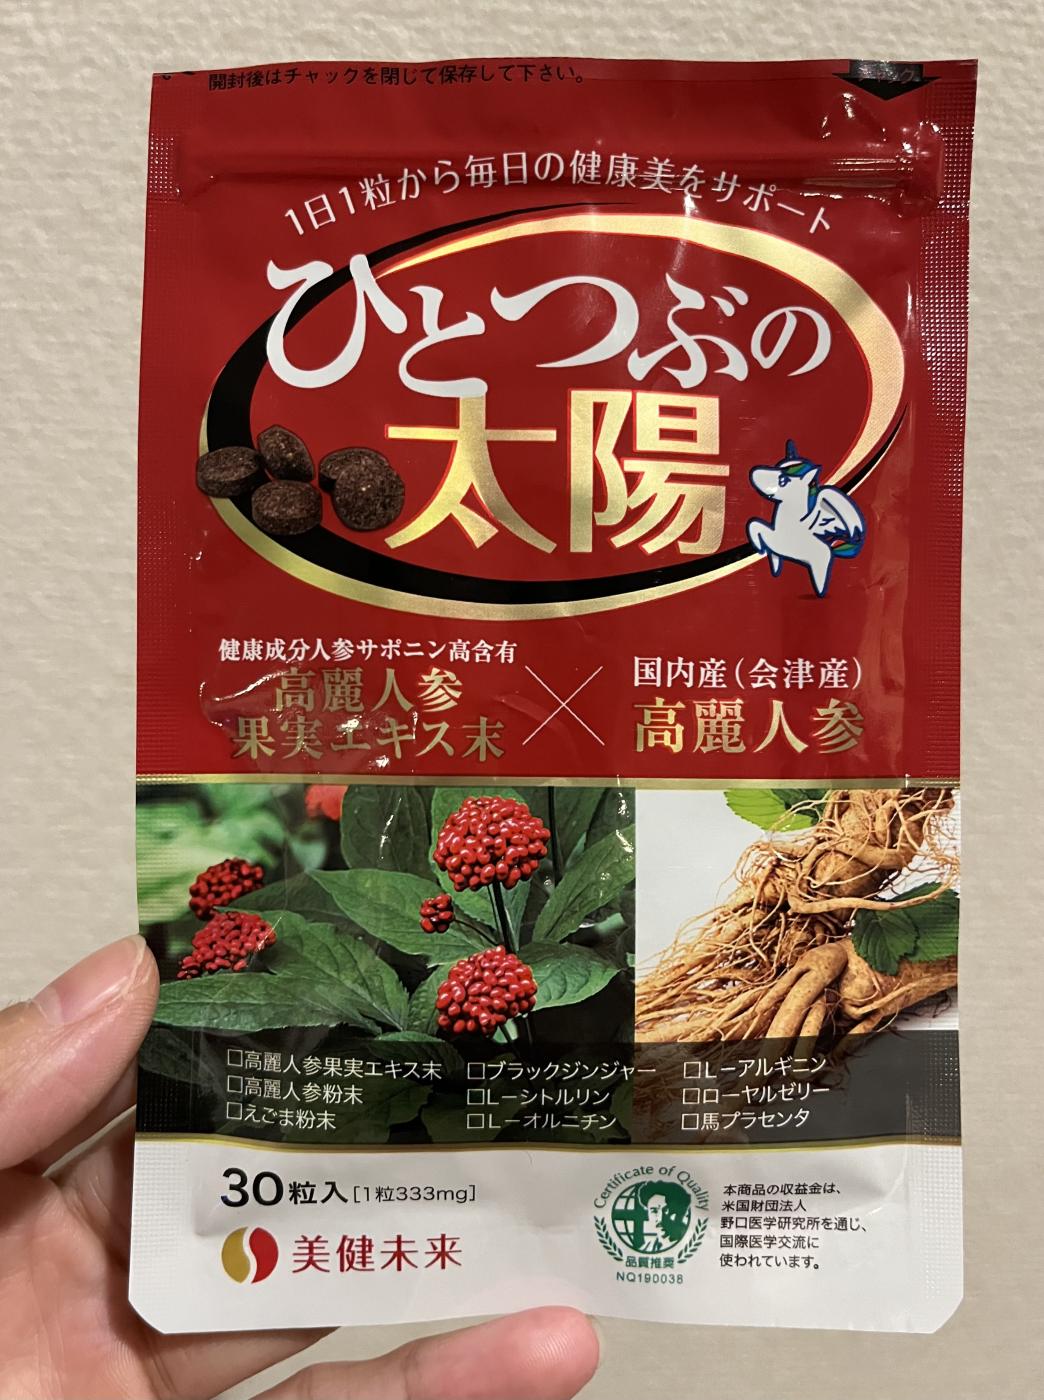 開封後はチャックを閉じて保存して下さい。
チャック
1日1粒から毎日の健康美をサポート
ひとつぶの
太陽
健康成分人参サポニン高含有
高麗人参
果実エキス末
国内産(会津産)
高麗人参
□高麗人参果実エキス末
□高麗人参粉末
□えごま粉末
□ブラックジンジャー
□L-シトルリン
□L-オルニチン
□L-アルギニン
□ローヤルゼリー
□馬プラセンタ
30粒入[1粒333mg]
美健未来
Certificate of Quality
品質推奨
NQ190038
本商品の収益金は、
米国財団法人
野口医学研究所を通じ、
国際医学交流に
使われています。